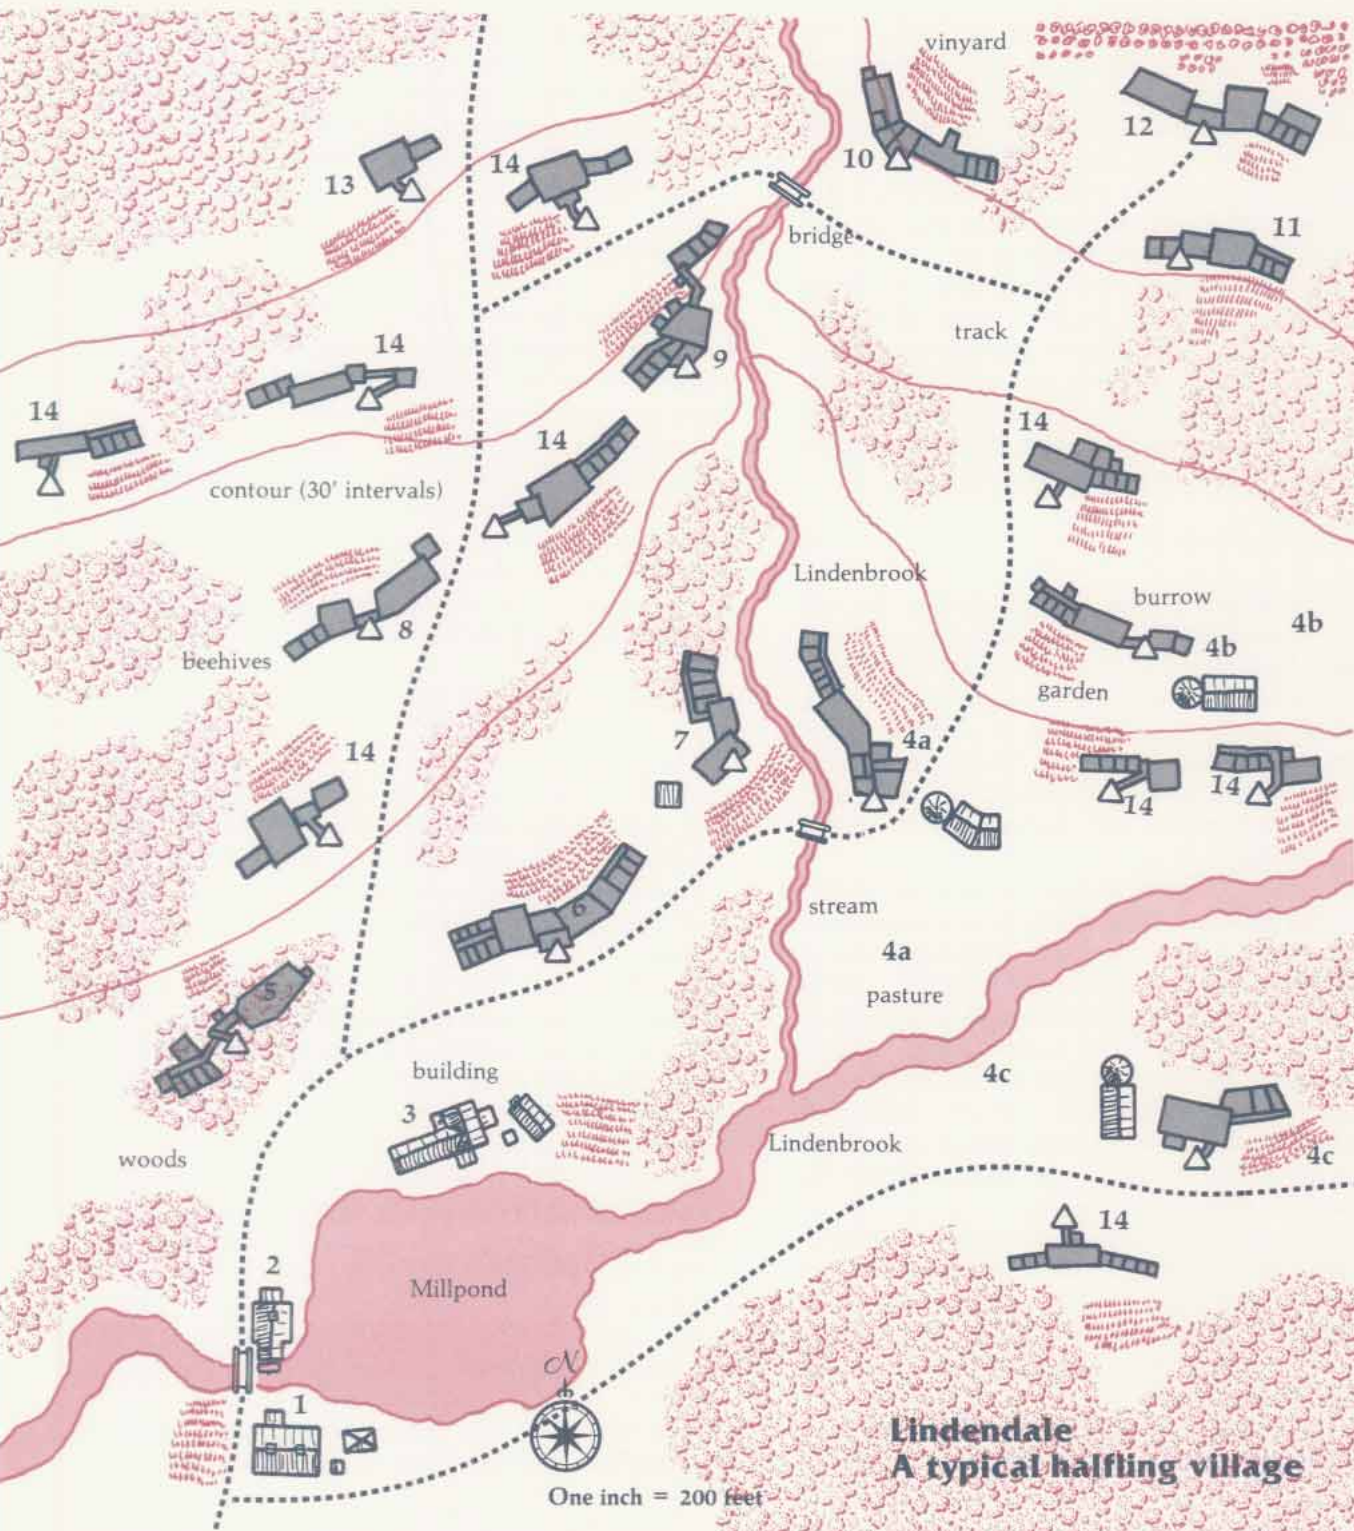 vinyard
12
10
13
14
11
bridge
track
9
14
14
14
14
contour (30' intervals)
Lindenbrook
burrow
4b
8
4b
beehives
garden
7
4a
14
14
14
6
stream
4a
pasture
5
building
4c
3
Lindenbrook
woods
4c
14
2
Millpond
N
1
Lindendale
A typical halfling village
One inch = 200 feet